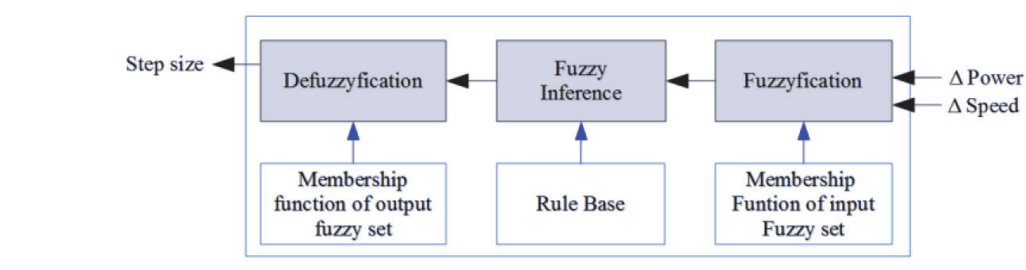 Step size
Defuzzyfication
Fuzzy
Inference
Fuzzyfication
Δ Power
Δ Speed
Membership
function of output
fuzzy set
Rule Base
Membership
Funtion of input
Fuzzy set